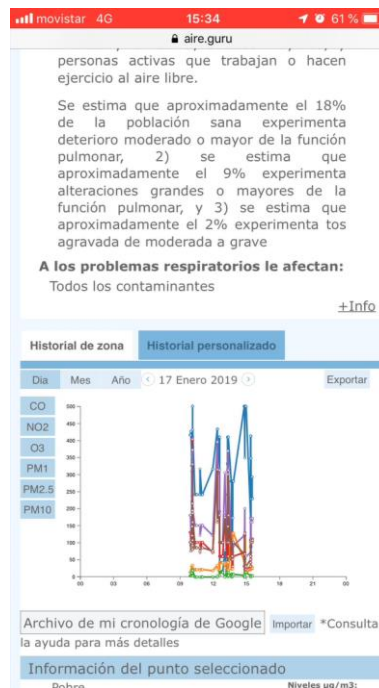 movistar 4G 15:34 61 %
aire.guru
personas activas que trabajan o hacen
ejercicio al aire libre.
Se estima que aproximadamente el 18%
de la población sana experimenta
deterioro moderado o mayor de la función
pulmonar, 2) se estima que
aproximadamente el 9% experimenta
alteraciones grandes o mayores de la
función pulmonar, y 3) se estima que
aproximadamente el 2% experimenta tos
agravada de moderada a grave
A los problemas respiratorios le afectan:
Todos los contaminantes
+Info
Historial de zona Historial personalizado
Dia Mes Año 17 Enero 2019 Exportar
CO
NO2
O3
PM1
PM2.5
PM10
500
450
400
350
300
250
200
150
100
50
0
00 03 06 09 12 15 18 21 00
Archivo de mi cronología de Google Importar *Consulta
la ayuda para más detalles
Información del punto seleccionado
Pobre Niveles ug/m3: